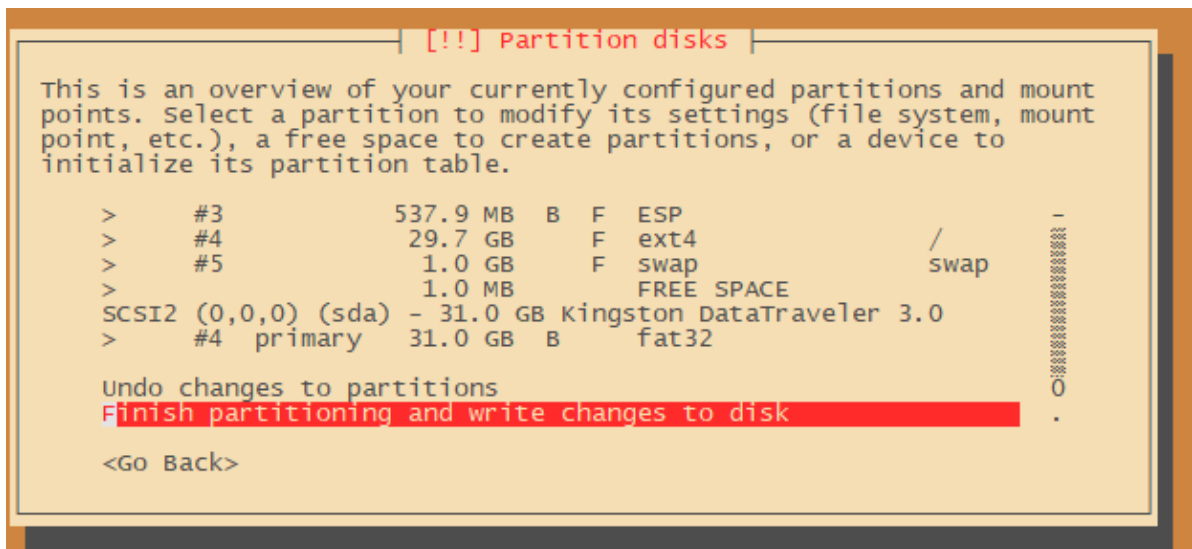 [!!] Partition disks
This is an overview of your currently configured partitions and mount
points. Select a partition to modify its settings (file system, mount
point, etc.), a free space to create partitions, or a device to
initialize its partition table.
> #3 537.9 MB B F ESP -
> #4 29.7 GB F ext4 /
> #5 1.0 GB F swap swap
> 1.0 MB FREE SPACE
SCSI2 (0,0,0) (sda) - 31.0 GB Kingston DataTraveler 3.0
> #4 primary 31.0 GB B fat32
Undo changes to partitions 0
Finish partitioning and write changes to disk .
<Go Back>